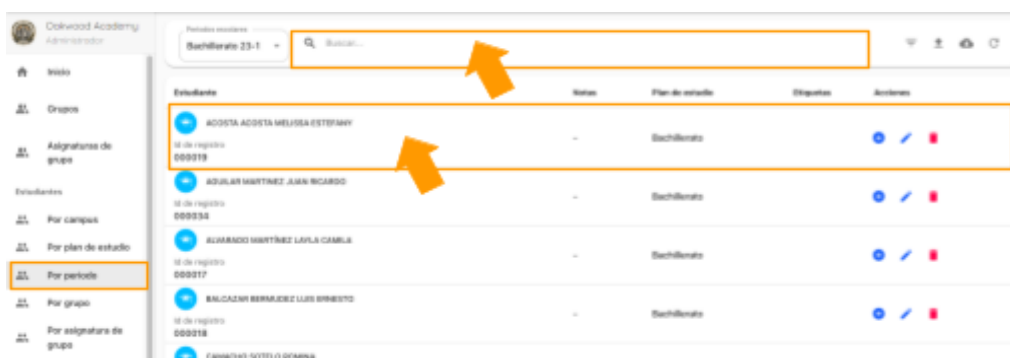 Oakwood Academy
Administrador
Periodos escolares
Bachillerato 23-1
Buscar...
Inicio
Grupos
Asignaturas de
grupo
Estudiantes
Por campus
Por plan de estudio
Por periodo
Por grupo
Por asignatura de
grupo
Estudiante Notas Plan de estudio Etiquetas Acciones
ACOSTA ACOSTA MELISSA ESTEFANY
Id de registro
000019
– Bachillerato
AGUILAR MARTINEZ JUAN RICARDO
Id de registro
000034
– Bachillerato
ALVARADO MARTÍNEZ LAYLA CAMILA
Id de registro
000017
– Bachillerato
BALCAZAR BERMUDEZ LUIS ERNESTO
Id de registro
000018
– Bachillerato
CAMACHO SOTELO ROMINA